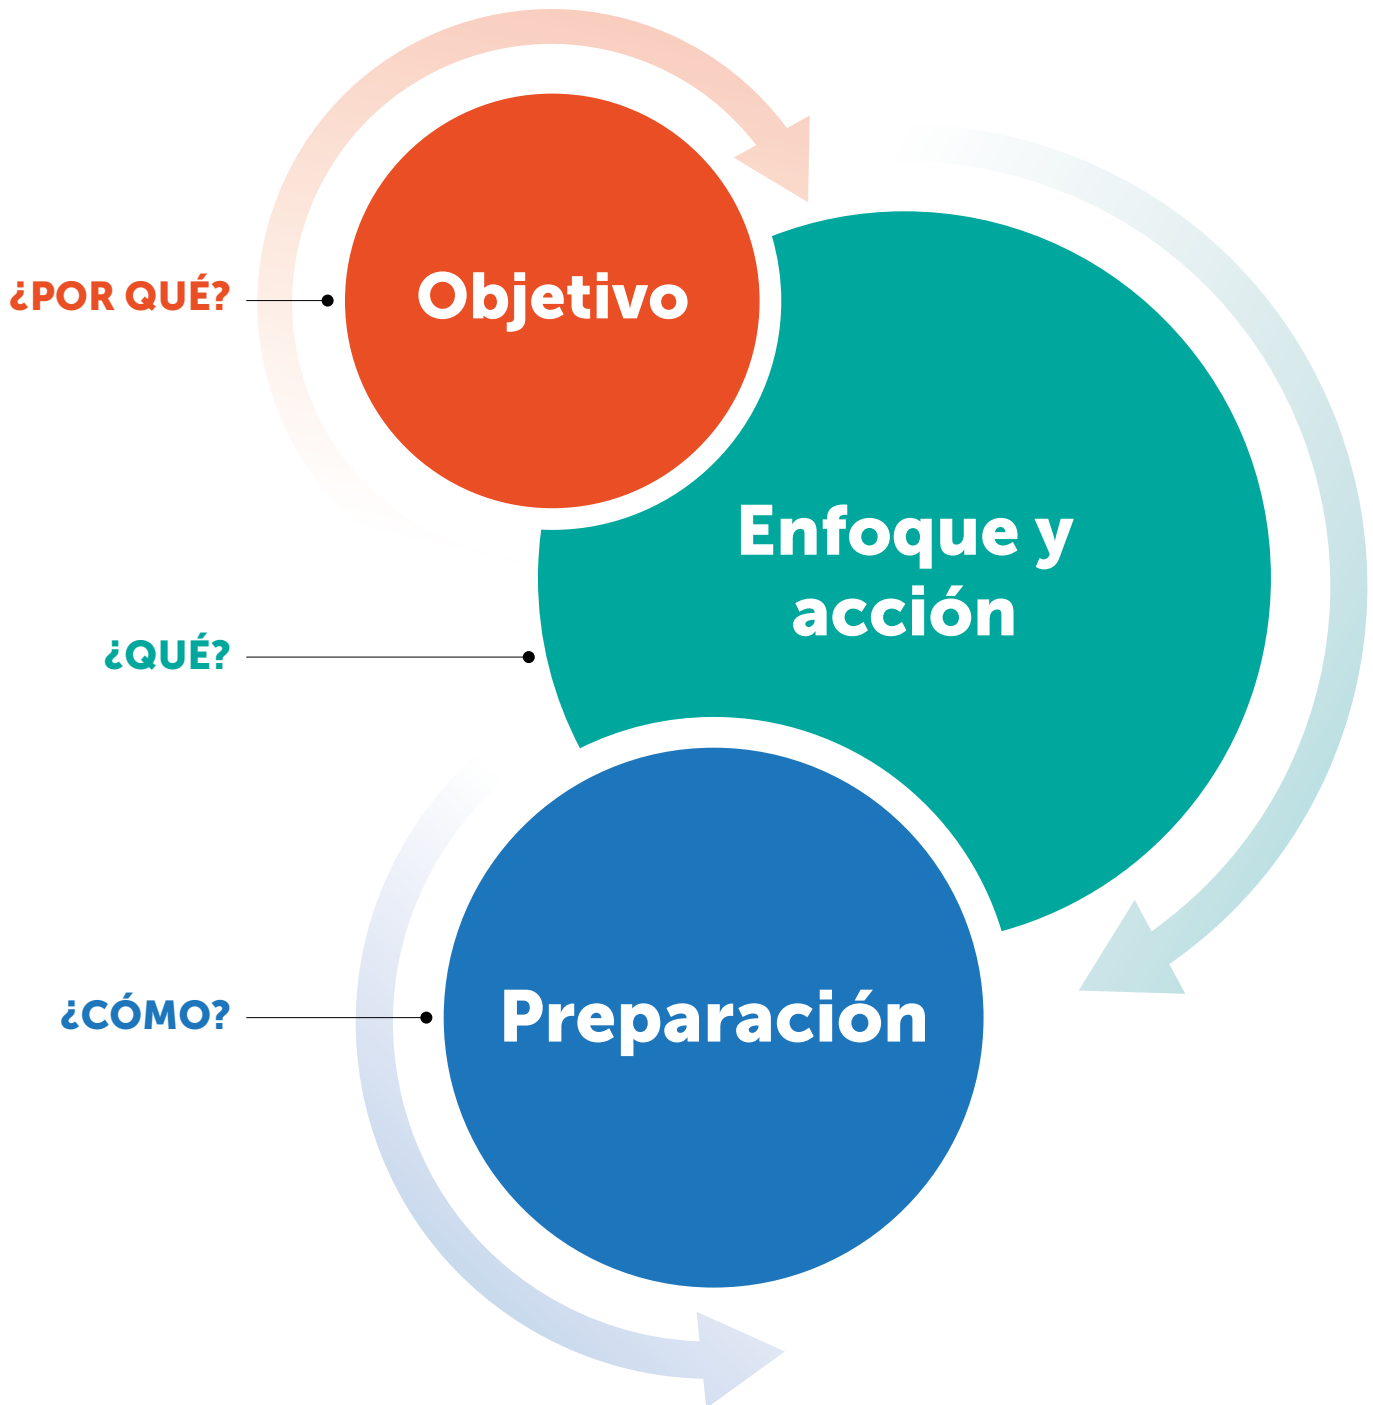 ¿POR QUÉ?
Objetivo
Enfoque y
acción
¿QUÉ?
¿CÓMO?
Preparación